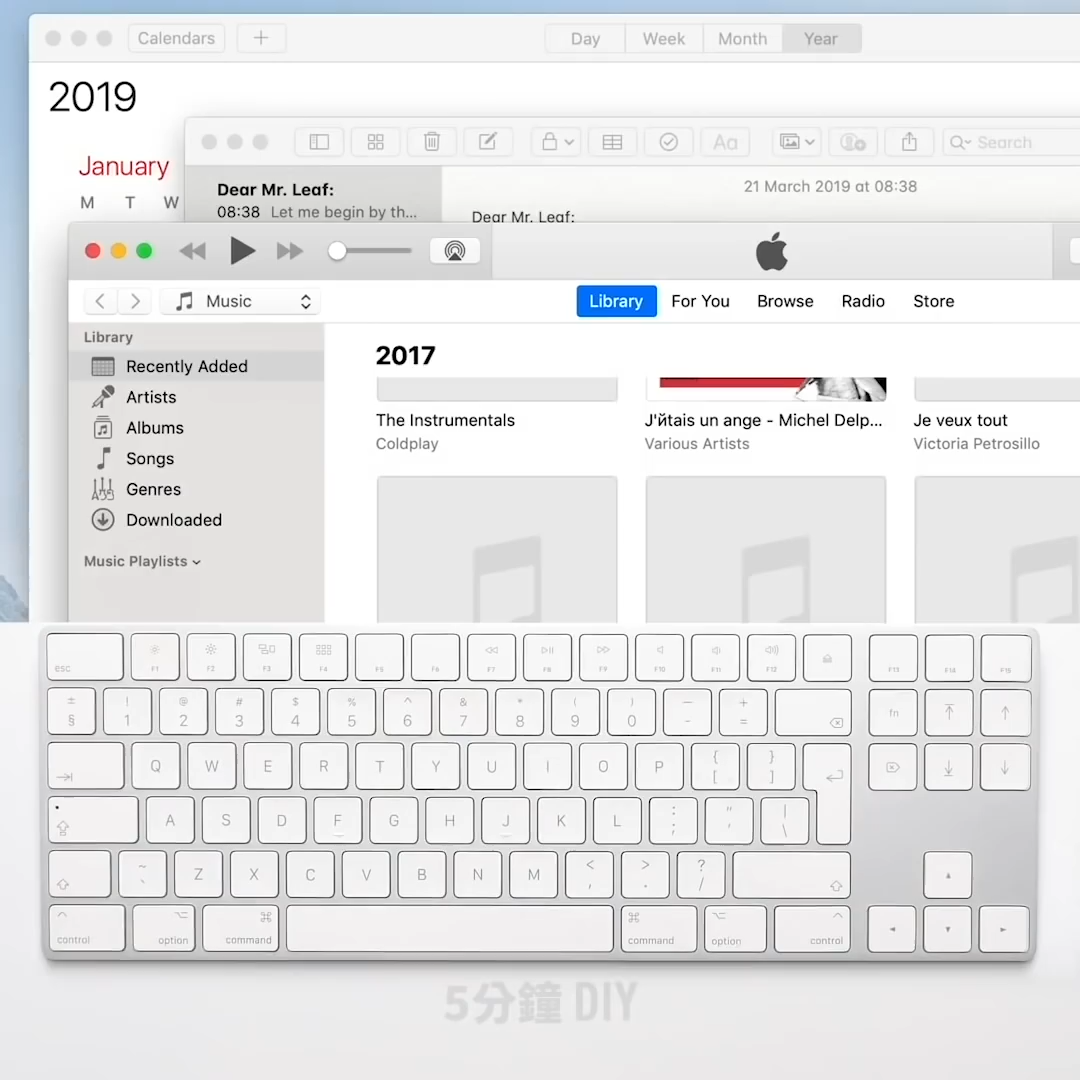 Calendars + Day Week Month Year
2019
January
M T W
Aa Search
Dear Mr. Leaf:
08:38 Let me begin by th...
21 March 2019 at 08:38
Dear Mr. Leaf:
Music
Library For You Browse Radio Store
Library
Recently Added
Artists
Albums
Songs
Genres
Downloaded
Music Playlists
2017
The Instrumentals
Coldplay
J'йtais un ange - Michel Delp...
Various Artists
Je veux tout
Victoria Petrosillo
esc F1 F2 F3 F4 F5 F6 F7 F8 F9 F10 F11 F12 F13 F14 F15
± ! @ # $ % ^ & * ( ) — +
§ 1 2 3 4 5 6 7 8 9 0 - = fn
Q W E R T Y U I O P { [ } ]
A S D F G H J K L : ; " ' | \
~ ` Z X C V B N M < , > . ? /
control option command command option control
5分鐘 DIY